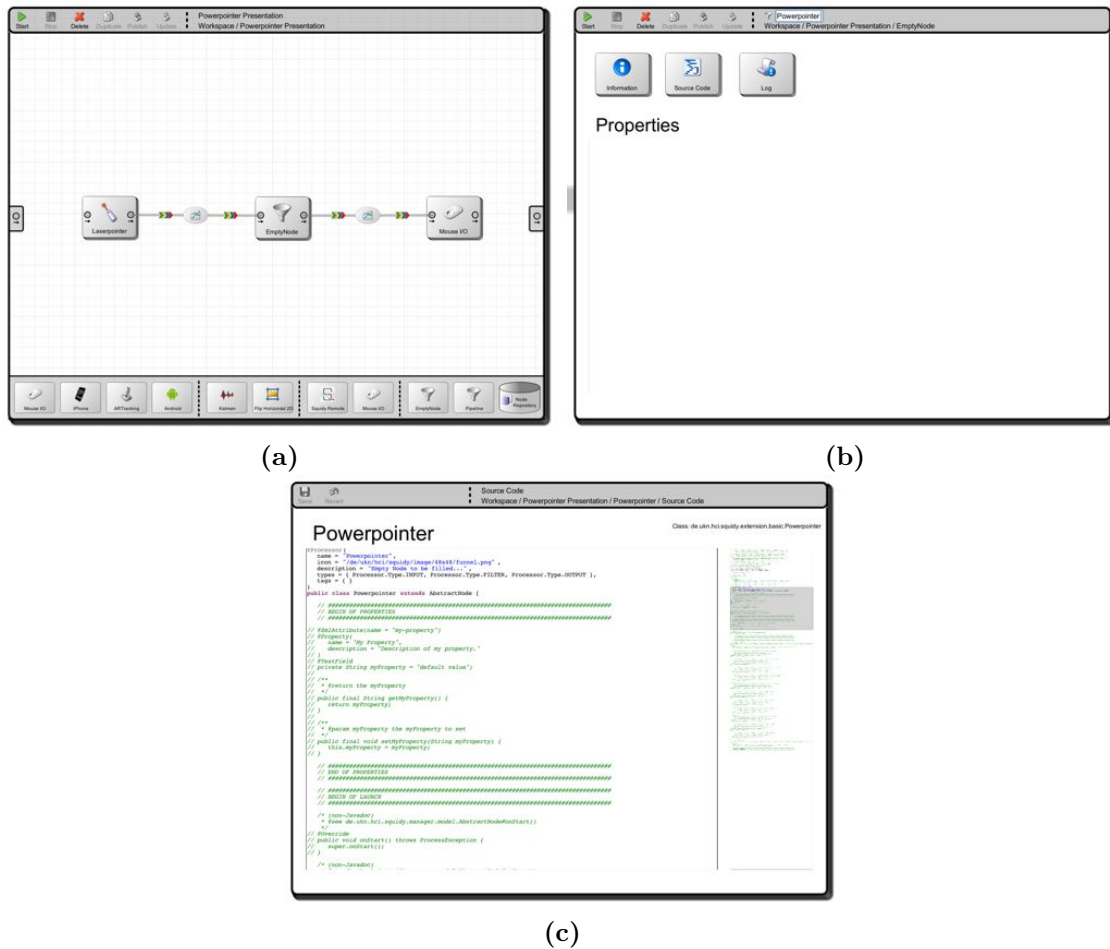 Start Stop Delete Duplicate Publish Update Powerpointer Presentation
Workspace / Powerpointer Presentation
Laserpointer EmptyNode Mouse I/O
Mouse I/O iPhone ARTracking Android Kalman Flip Horizontal 2D Squidy Remote Mouse I/O EmptyNode Pipeline Node Repository
(a)
Start Stop Delete Duplicate Publish Update Powerpointer
Workspace / Powerpointer Presentation / EmptyNode
Information Source Code Log
Properties
(b)
Save Revert Source Code
Workspace / Powerpointer Presentation / Powerpointer / Source Code
Powerpointer
Class: de.ukn.hci.squidy.extension.basic.Powerpointer
@Processor(
name = "Powerpointer",
icon = "/de/ukn/hci/squidy/image/48x48/funnel.png",
description = "Empty Node to be filled...",
types = { Processor.Type.INPUT, Processor.Type.FILTER, Processor.Type.OUTPUT },
tags = { }
)
public class Powerpointer extends AbstractNode {
// BEGIN OF PROPERTIES
// @XmlAttribute(name = "my-property")
// @Property(
// name = "My Property",
// description = "Description of my property."
// )
// @TextField
// private String myProperty = "default value";
//
// /**
// * @return the myProperty
// */
// public final String getMyProperty() {
// return myProperty;
// }
//
// /**
// * @param myProperty the myProperty to set
// */
// public final void setMyProperty(String myProperty) {
// this.myProperty = myProperty;
// }
// END OF PROPERTIES
// BEGIN OF LAUNCH
/* (non-Javadoc)
* @see de.ukn.hci.squidy.manager.model.AbstractNode#onStart()
*/
// @Override
// public void onStart() throws ProcessException {
// super.onStart();
// }
/* (non-Javadoc)
(c)